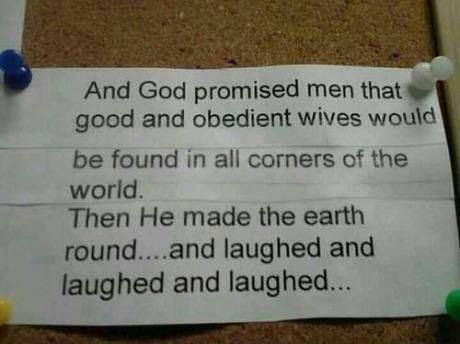 And God promised men that
good and obedient wives would
be found in all corners of the
world.
Then He made the earth
round....and laughed and
laughed and laughed...